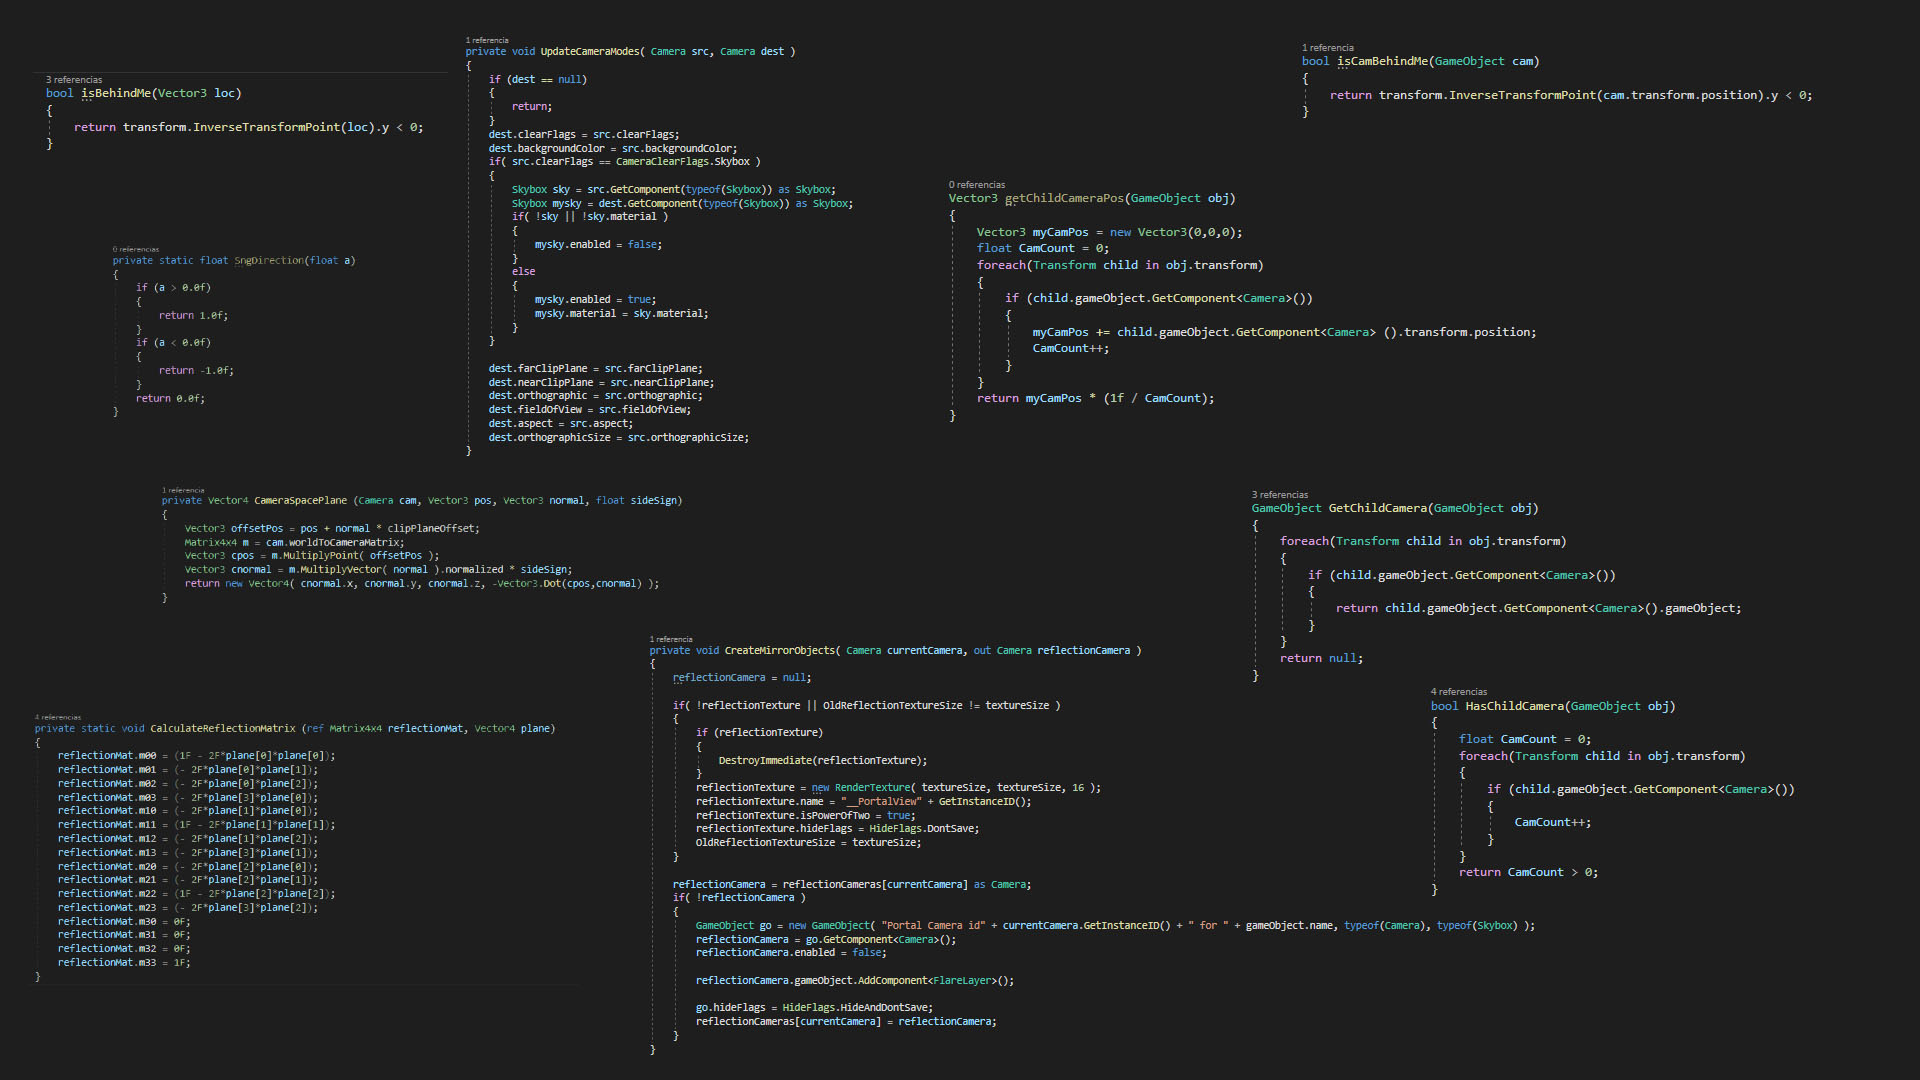 3 referencias
bool isBehindMe(Vector3 loc)
{
return transform.InverseTransformPoint(loc).y < 0;
}
1 referencia
private void UpdateCameraModes( Camera src, Camera dest )
{
if (dest == null)
{
return;
}
dest.clearFlags = src.clearFlags;
dest.backgroundColor = src.backgroundColor;
if( src.clearFlags == CameraClearFlags.Skybox )
{
Skybox sky = src.GetComponent(typeof(Skybox)) as Skybox;
Skybox mysky = dest.GetComponent(typeof(Skybox)) as Skybox;
if( !sky || !sky.material )
{
mysky.enabled = false;
}
else
{
mysky.enabled = true;
mysky.material = sky.material;
}
}
dest.farClipPlane = src.farClipPlane;
dest.nearClipPlane = src.nearClipPlane;
dest.orthographic = src.orthographic;
dest.fieldOfView = src.fieldOfView;
dest.aspect = src.aspect;
dest.orthographicSize = src.orthographicSize;
}
1 referencia
bool isCamBehindMe(GameObject cam)
{
return transform.InverseTransformPoint(cam.transform.position).y < 0;
}
0 referencias
Vector3 getChildCameraPos(GameObject obj)
{
Vector3 myCamPos = new Vector3(0,0,0);
float CamCount = 0;
foreach(Transform child in obj.transform)
{
if (child.gameObject.GetComponent<Camera>())
{
myCamPos += child.gameObject.GetComponent<Camera> ().transform.position;
CamCount++;
}
}
return myCamPos * (1f / CamCount);
}
0 referencias
private static float SngDirection(float a)
{
if (a > 0.0f)
{
return 1.0f;
}
if (a < 0.0f)
{
return -1.0f;
}
return 0.0f;
}
1 referencia
private Vector4 CameraSpacePlane (Camera cam, Vector3 pos, Vector3 normal, float sideSign)
{
Vector3 offsetPos = pos + normal * clipPlaneOffset;
Matrix4x4 m = cam.worldToCameraMatrix;
Vector3 cpos = m.MultiplyPoint( offsetPos );
Vector3 cnormal = m.MultiplyVector( normal ).normalized * sideSign;
return new Vector4( cnormal.x, cnormal.y, cnormal.z, -Vector3.Dot(cpos,cnormal) );
}
3 referencias
GameObject GetChildCamera(GameObject obj)
{
foreach(Transform child in obj.transform)
{
if (child.gameObject.GetComponent<Camera>())
{
return child.gameObject.GetComponent<Camera>().gameObject;
}
}
return null;
}
4 referencias
private static void CalculateReflectionMatrix (ref Matrix4x4 reflectionMat, Vector4 plane)
{
reflectionMat.m00 = (1F - 2F*plane[0]*plane[0]);
reflectionMat.m01 = (- 2F*plane[0]*plane[1]);
reflectionMat.m02 = (- 2F*plane[0]*plane[2]);
reflectionMat.m03 = (- 2F*plane[3]*plane[0]);
reflectionMat.m10 = (- 2F*plane[1]*plane[0]);
reflectionMat.m11 = (1F - 2F*plane[1]*plane[1]);
reflectionMat.m12 = (- 2F*plane[1]*plane[2]);
reflectionMat.m13 = (- 2F*plane[3]*plane[1]);
reflectionMat.m20 = (- 2F*plane[2]*plane[0]);
reflectionMat.m21 = (- 2F*plane[2]*plane[1]);
reflectionMat.m22 = (1F - 2F*plane[2]*plane[2]);
reflectionMat.m23 = (- 2F*plane[3]*plane[2]);
reflectionMat.m30 = 0F;
reflectionMat.m31 = 0F;
reflectionMat.m32 = 0F;
reflectionMat.m33 = 1F;
}
1 referencia
private void CreateMirrorObjects( Camera currentCamera, out Camera reflectionCamera )
{
reflectionCamera = null;
if( !reflectionTexture || OldReflectionTextureSize != textureSize )
{
if (reflectionTexture)
{
DestroyImmediate(reflectionTexture);
}
reflectionTexture = new RenderTexture( textureSize, textureSize, 16 );
reflectionTexture.name = "__PortalView" + GetInstanceID();
reflectionTexture.isPowerOfTwo = true;
reflectionTexture.hideFlags = HideFlags.DontSave;
OldReflectionTextureSize = textureSize;
}
reflectionCamera = reflectionCameras[currentCamera] as Camera;
if( !reflectionCamera )
{
GameObject go = new GameObject( "Portal Camera id" + currentCamera.GetInstanceID() + " for " + gameObject.name, typeof(Camera), typeof(Skybox) );
reflectionCamera = go.GetComponent<Camera>();
reflectionCamera.enabled = false;
reflectionCamera.gameObject.AddComponent<FlareLayer>();
go.hideFlags = HideFlags.HideAndDontSave;
reflectionCameras[currentCamera] = reflectionCamera;
}
}
4 referencias
bool HasChildCamera(GameObject obj)
{
float CamCount = 0;
foreach(Transform child in obj.transform)
{
if (child.gameObject.GetComponent<Camera>())
{
CamCount++;
}
}
return CamCount > 0;
}